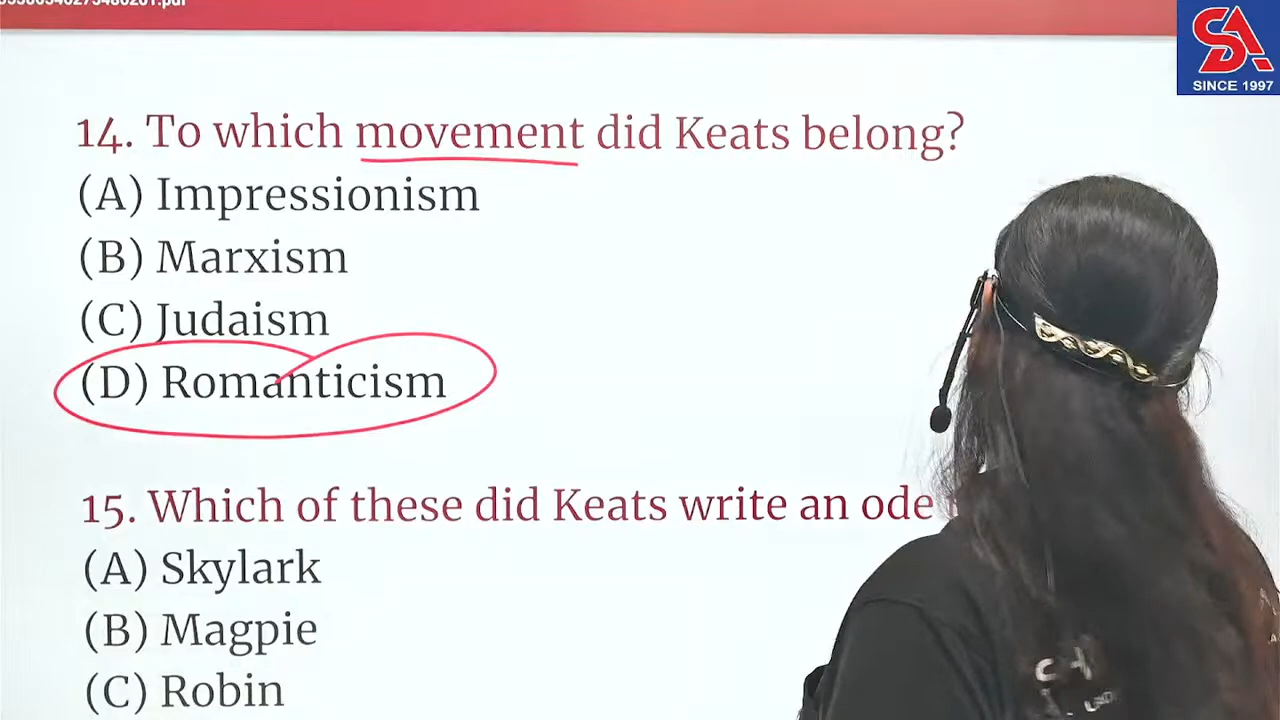 SA
SINCE 1997
14. To which movement did Keats belong?
(A) Impressionism
(B) Marxism
(C) Judaism
(D) Romanticism
15. Which of these did Keats write an ode
(A) Skylark
(B) Magpie
(C) Robin